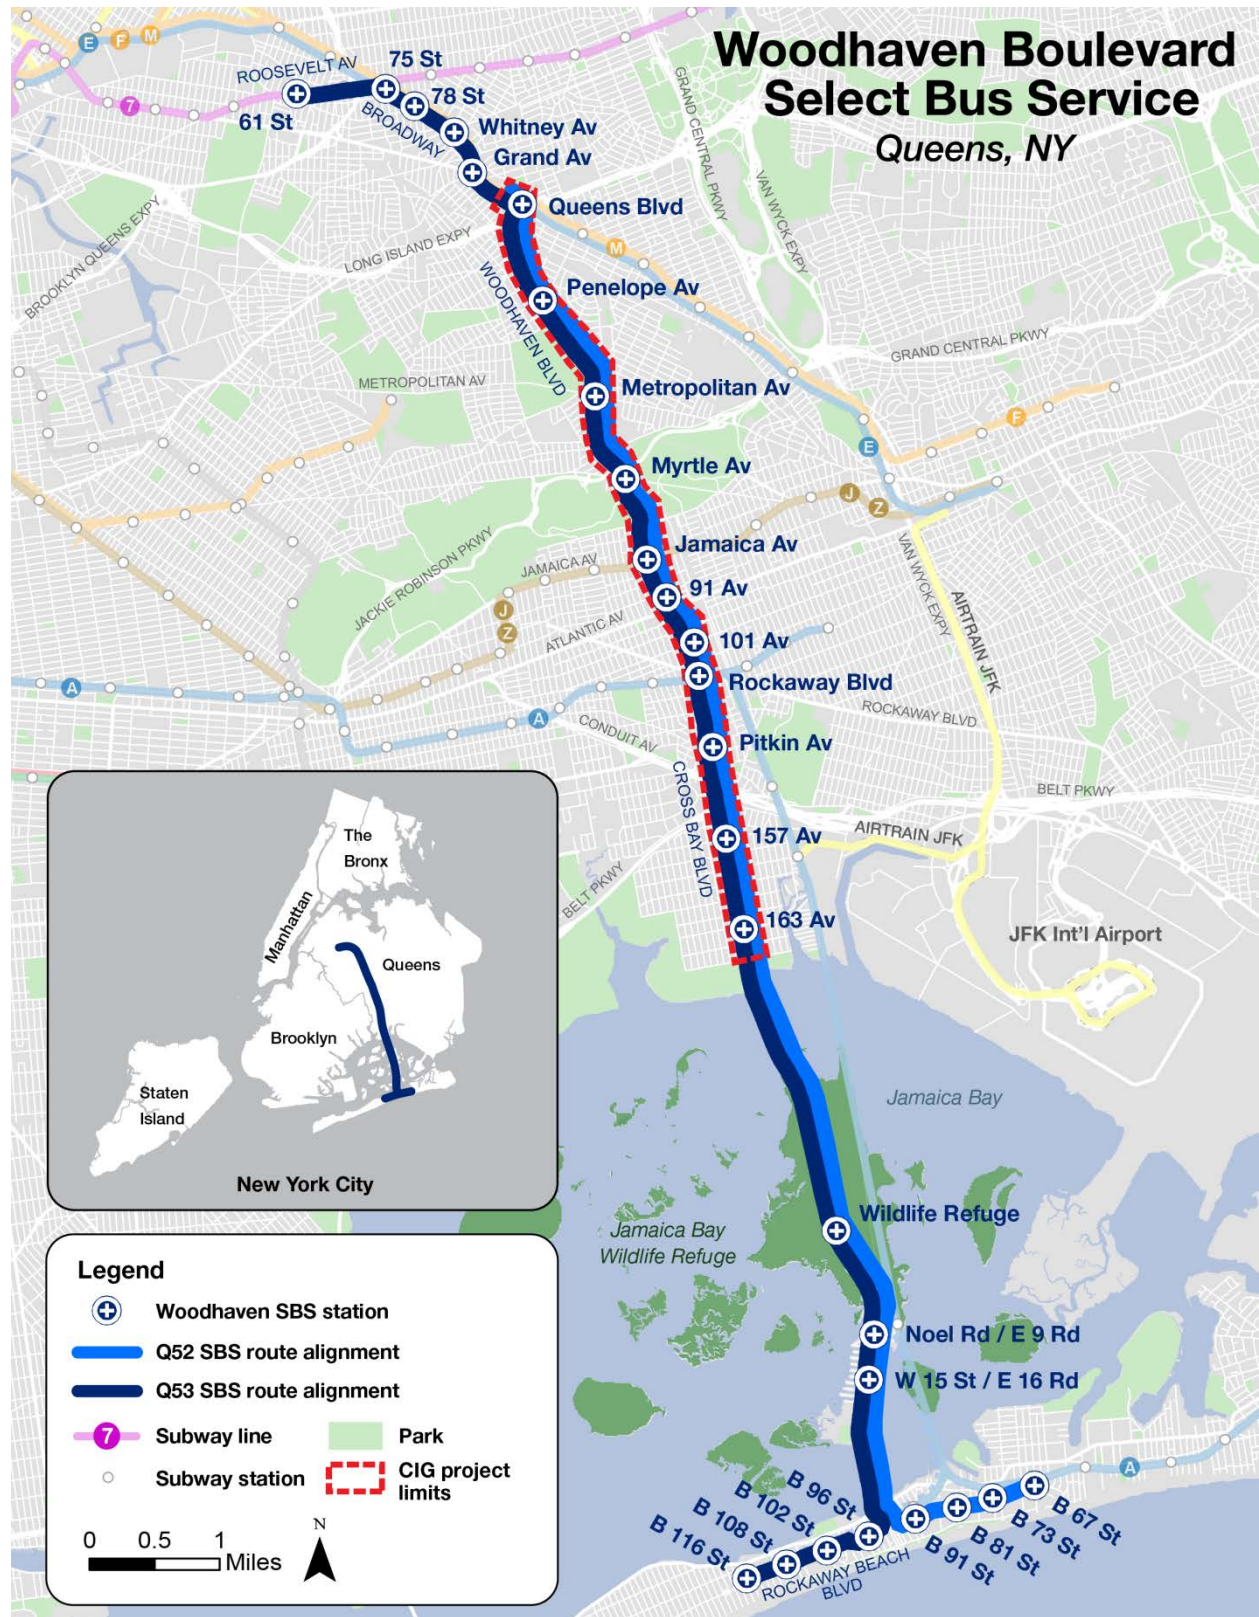 Woodhaven Boulevard
Select Bus Service
Queens, NY
E
F
M
ROOSEVELT AV
75 St
7
61 St
78 St
BROADWAY
Whitney Av
Grand Av
GRAND CENTRAL PKWY
VAN WYCK EXPY
Queens Blvd
BROOKLYN QUEENS EXPY
LONG ISLAND EXPY
M
WOODHAVEN BLVD
Penelope Av
GRAND CENTRAL PKWY
METROPOLITAN AV
Metropolitan Av
F
E
Myrtle Av
J
Z
JACKIE ROBINSON PKWY
JAMAICA AV
Jamaica Av
VAN WYCK EXPY
AIRTRAIN JFK
91 Av
J
Z
ATLANTIC AV
101 Av
Rockaway Blvd
A
A
ROCKAWAY BLVD
CONDUIT AV
Pitkin Av
CROSS BAY BLVD
BELT PKWY
157 Av
AIRTRAIN JFK
BELT PKWY
163 Av
JFK Int'l Airport
The
Bronx
Manhattan
Queens
Brooklyn
Staten
Island
New York City
Jamaica Bay
Jamaica Bay
Wildlife Refuge
Wildlife Refuge
Noel Rd / E 9 Rd
W 15 St / E 16 Rd
A
B 96 St
B 102 St
B 108 St
B 116 St
B 67 St
B 73 St
B 81 St
B 91 St
ROCKAWAY BEACH
BLVD
Legend
Woodhaven SBS station
Q52 SBS route alignment
Q53 SBS route alignment
7 Subway line
Park
Subway station
CIG project
limits
0 0.5 1
Miles
N